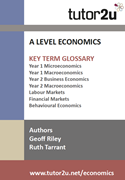 tutor2u
A LEVEL ECONOMICS
KEY TERM GLOSSARY
Year 1 Microeconomics
Year 1 Macroeconomics
Year 2 Business Economics
Year 2 Macroeconomics
Labour Markets
Financial Markets
Behavioural Economics
Authors
Geoff Riley
Ruth Tarrant
www.tutor2u.net/economics